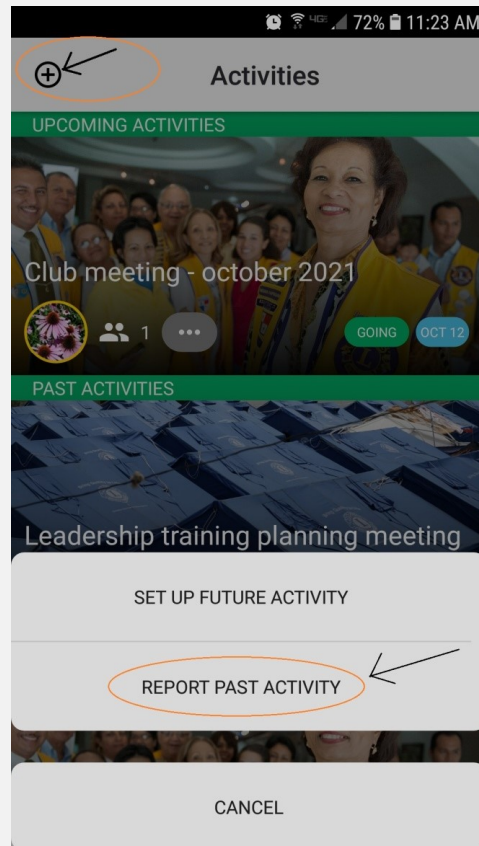 4GE 72% 11:23 AM
Activities
UPCOMING ACTIVITIES
Club meeting - october 2021
1
GOING
OCT 12
PAST ACTIVITIES
Leadership training planning meeting
SET UP FUTURE ACTIVITY
REPORT PAST ACTIVITY
CANCEL